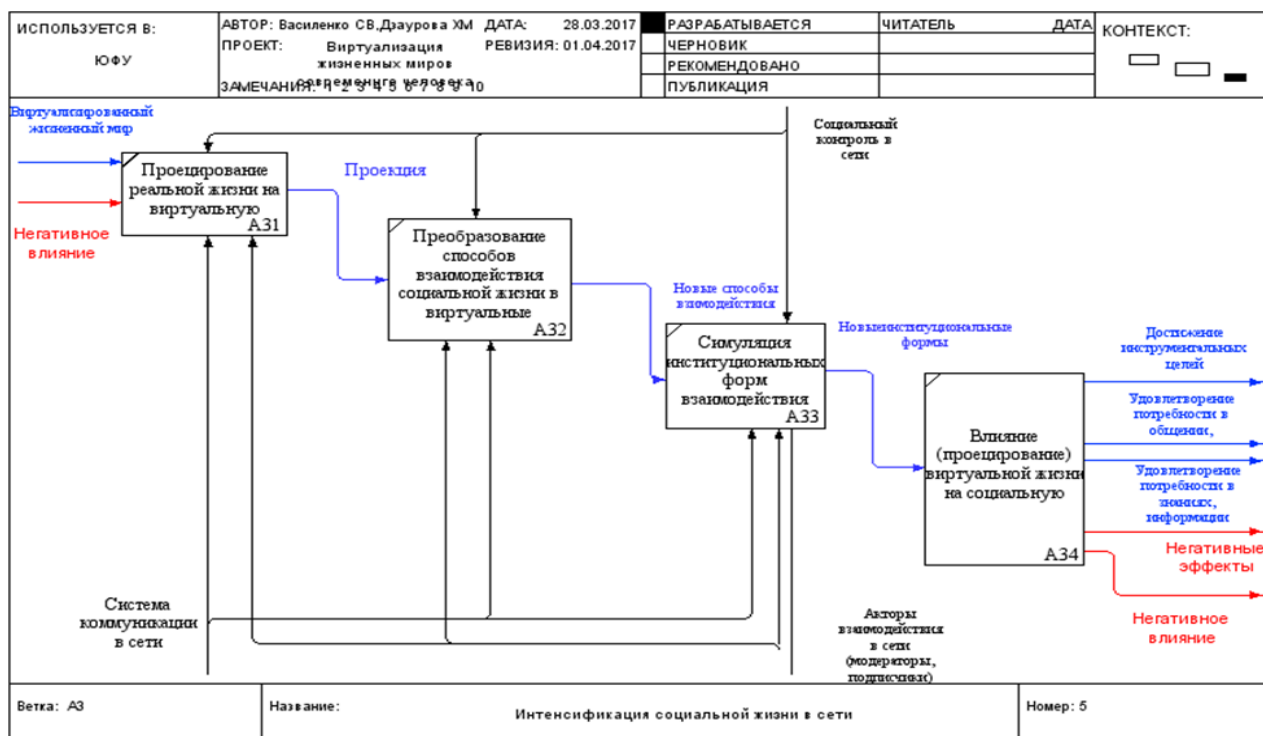 ИСПОЛЬЗУЕТСЯ В:
ЮФУ
АВТОР: Василенко СВ,Дзаурова ХМ ДАТА: 28.03.2017
ПРОЕКТ: Виртуализация РЕВИЗИЯ: 01.04.2017
жизненных миров
современнге человека
ЗАМЕЧАНИЯ: 1 2 3 4 5 6 7 8 9 10
РАЗРАБАТЫВАЕТСЯ
ЧЕРНОВИК
РЕКОМЕНДОВАНО
ПУБЛИКАЦИЯ
ЧИТАТЕЛЬ ДАТА
КОНТЕКСТ:
Виртуализированный
жизненный мир
Негативное
влияние
Проецирование
реальной жизни на
виртуальную
А31
Проекция
Социальный
контроль в
сети
Преобразование
способов
взаимодействия
социальной жизни в
виртуальные
А32
Новые способы
взаимодействия
Симуляция
институциональных
форм
взаимодействия
А33
Новыеинституциональные
формы
Влияние
(проецирование)
виртуальной жизни
на социальную
А34
Достижение
инструментальных
целей
Удовлетворение
потребности в
общении,
Удовлетворение
потребности в
знаниях,
информации
Негативные
эффекты
Негативное
влияние
Система
коммуникации
в сети
Акторы
взаимодействия
в сети
(модераторы,
подписчики)
Ветка: А3
Название:
Интенсификация социальной жизни в сети
Номер: 5